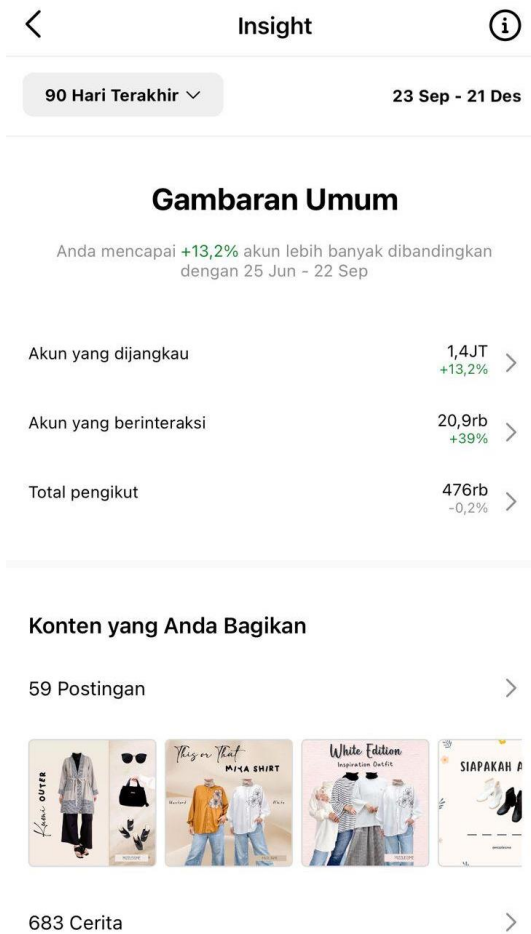 Insight
90 Hari Terakhir
23 Sep - 21 Des
Gambaran Umum
Anda mencapai +13,2% akun lebih banyak dibandingkan
dengan 25 Jun - 22 Sep
Akun yang dijangkau
1,4JT
+13,2%
Akun yang berinteraksi
20,9rb
+39%
Total pengikut
476rb
-0,2%
Konten yang Anda Bagikan
59 Postingan
OUTER
This or That
MIYA SHIRT
White Edition
Inspiration Outfit
SIAPAKAH A
683 Cerita